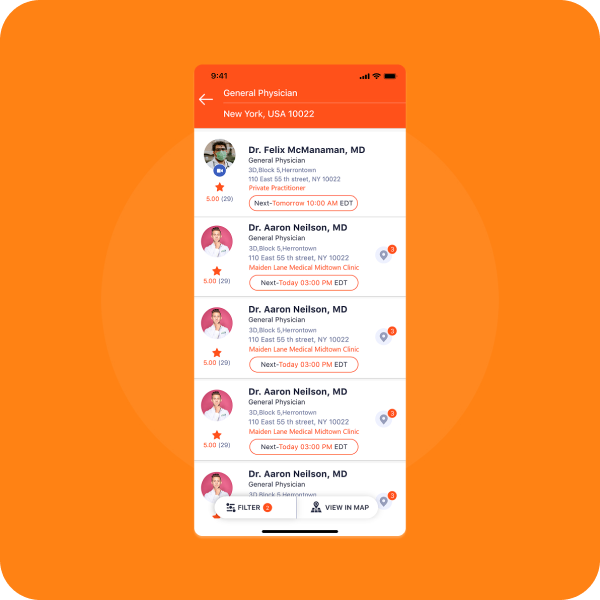 9:41
General Physician
New York, USA 10022
Dr. Felix McManaman, MD
General Physician
3D,Block 5,Herrontown
110 East 55 th street, NY 10022
Private Practitioner
5.00 (29)
Next-Tomorrow 10:00 AM EDT
Dr. Aaron Neilson, MD
General Physician
3D,Block 5,Herrontown
3
110 East 55 th street, NY 10022
Maiden Lane Medical Midtown Clinic
5.00 (29)
Next-Today 03:00 PM EDT
Dr. Aaron Neilson, MD
General Physician
3D,Block 5,Herrontown
3
110 East 55 th street, NY 10022
Maiden Lane Medical Midtown Clinic
5.00 (29)
Next-Today 03:00 PM EDT
Dr. Aaron Neilson, MD
General Physician
3D,Block 5,Herrontown
3
110 East 55 th street, NY 10022
Maiden Lane Medical Midtown Clinic
5.00 (29)
Next-Today 03:00 PM EDT
Dr. Aaron Neilson, MD
General Physician
3D,Block 5,Herrontown
3
FILTER 2
VIEW IN MAP